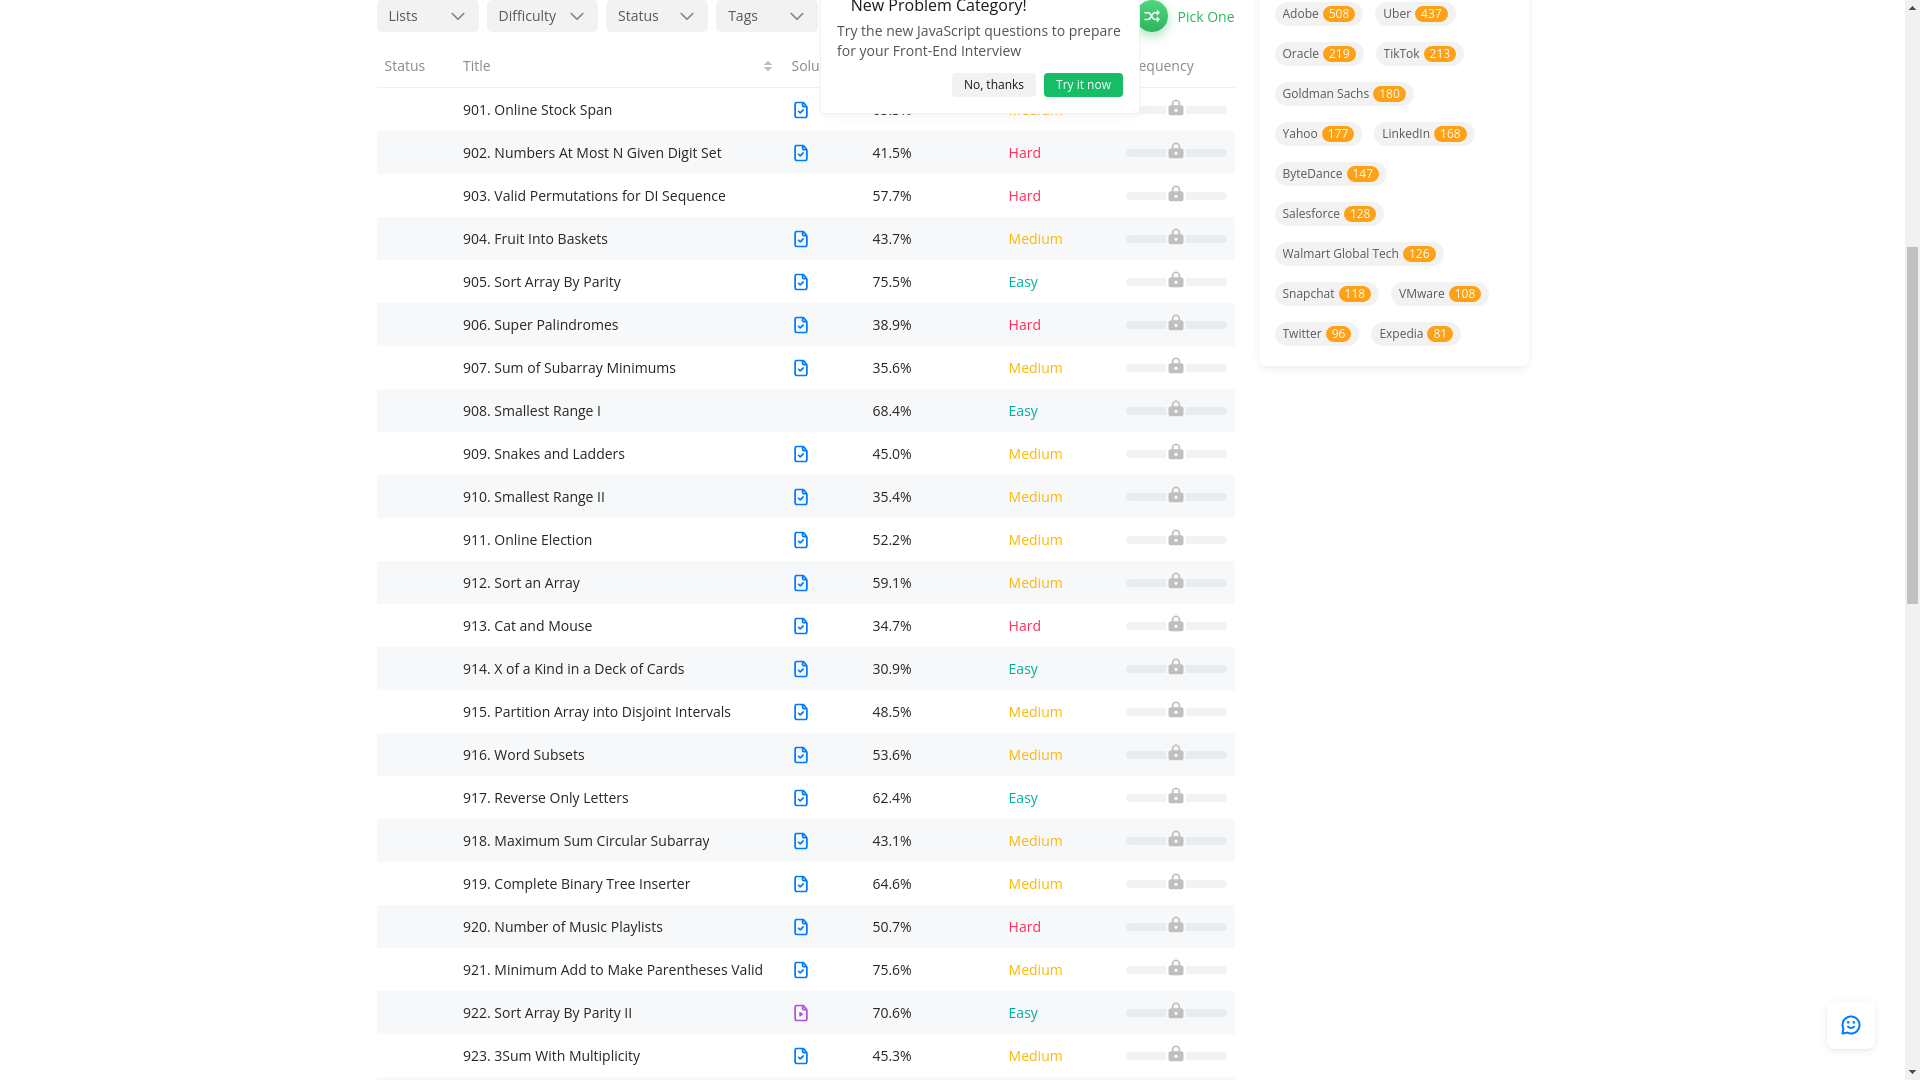 Lists Difficulty Status Tags
New Problem Category!
Try the new JavaScript questions to prepare
for your Front-End Interview
No, thanks Try it now
Pick One
Status Title
901. Online Stock Span
902. Numbers At Most N Given Digit Set 41.5% Hard
903. Valid Permutations for DI Sequence 57.7% Hard
904. Fruit Into Baskets 43.7% Medium
905. Sort Array By Parity 75.5% Easy
906. Super Palindromes 38.9% Hard
907. Sum of Subarray Minimums 35.6% Medium
908. Smallest Range I 68.4% Easy
909. Snakes and Ladders 45.0% Medium
910. Smallest Range II 35.4% Medium
911. Online Election 52.2% Medium
912. Sort an Array 59.1% Medium
913. Cat and Mouse 34.7% Hard
914. X of a Kind in a Deck of Cards 30.9% Easy
915. Partition Array into Disjoint Intervals 48.5% Medium
916. Word Subsets 53.6% Medium
917. Reverse Only Letters 62.4% Easy
918. Maximum Sum Circular Subarray 43.1% Medium
919. Complete Binary Tree Inserter 64.6% Medium
920. Number of Music Playlists 50.7% Hard
921. Minimum Add to Make Parentheses Valid 75.6% Medium
922. Sort Array By Parity II 70.6% Easy
923. 3Sum With Multiplicity 45.3% Medium
Adobe 508 Uber 437
Oracle 219 TikTok 213
Goldman Sachs 180
Yahoo 177 LinkedIn 168
ByteDance 147
Salesforce 128
Walmart Global Tech 126
Snapchat 118 VMware 108
Twitter 96 Expedia 81